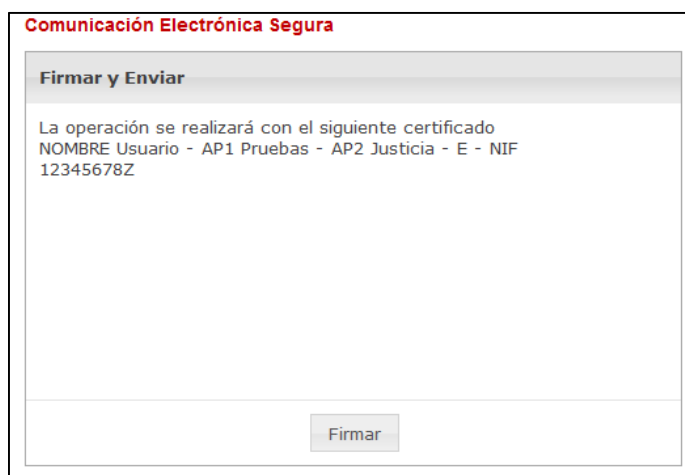 Comunicación Electrónica Segura
Firmar y Enviar
La operación se realizará con el siguiente certificado
NOMBRE Usuario - AP1 Pruebas - AP2 Justicia - E - NIF
12345678Z
Firmar